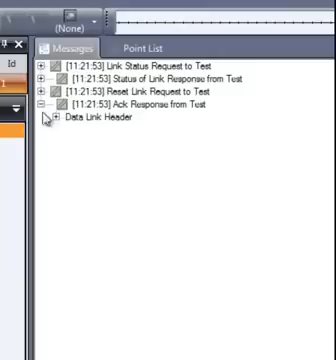 (None)
Messages
Point List
Id
[11:21:53] Link Status Request to Test
[11:21:53] Status of Link Response from Test
[11:21:53] Reset Link Request to Test
[11:21:53] Ack Response from Test
Data Link Header